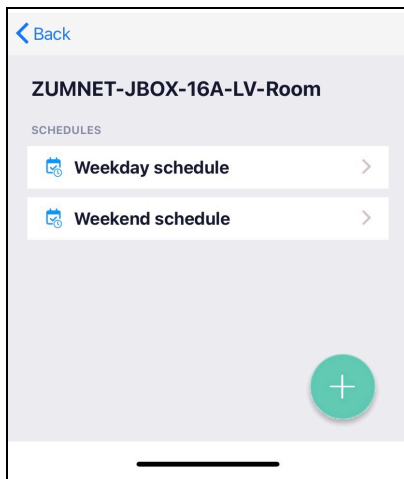 Back
ZUMNET-JBOX-16A-LV-Room
SCHEDULES
Weekday schedule
Weekend schedule